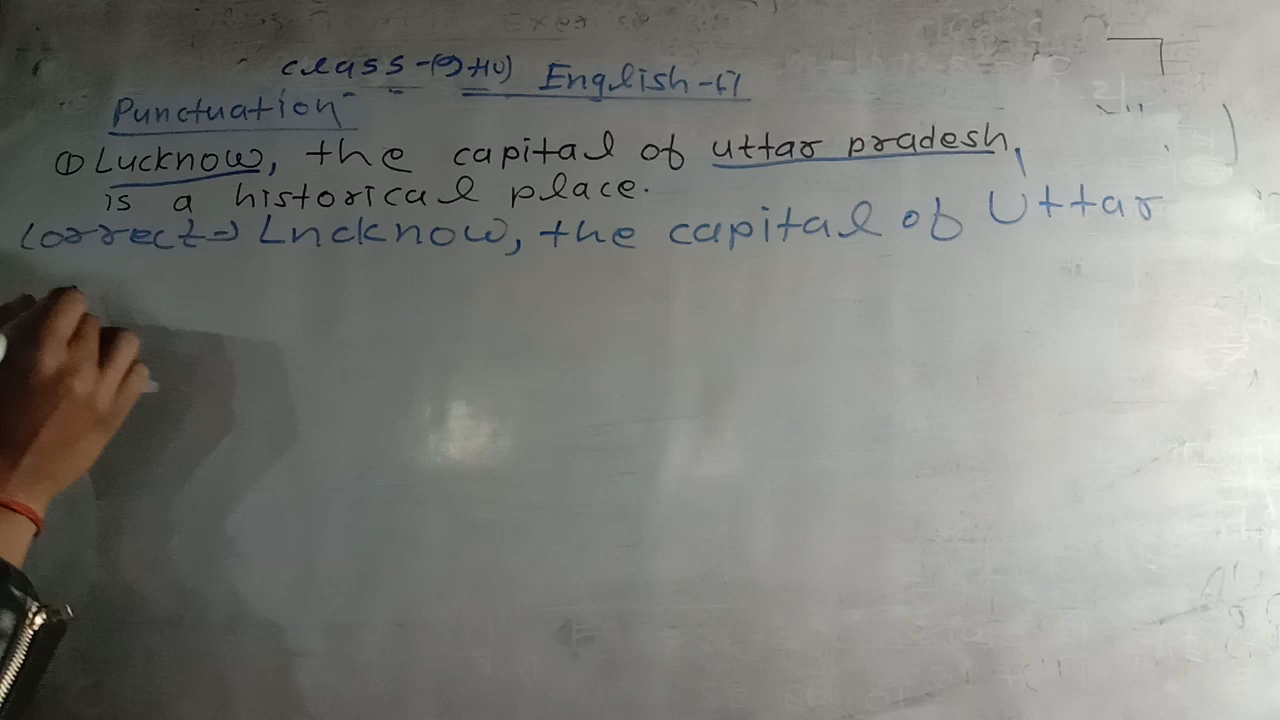 class-(9+10) English-(1)
Punctuation
① Lucknow, the capital of uttar pradesh,
is a historical place.
Correct⇒ Lucknow, the capital of Uttar